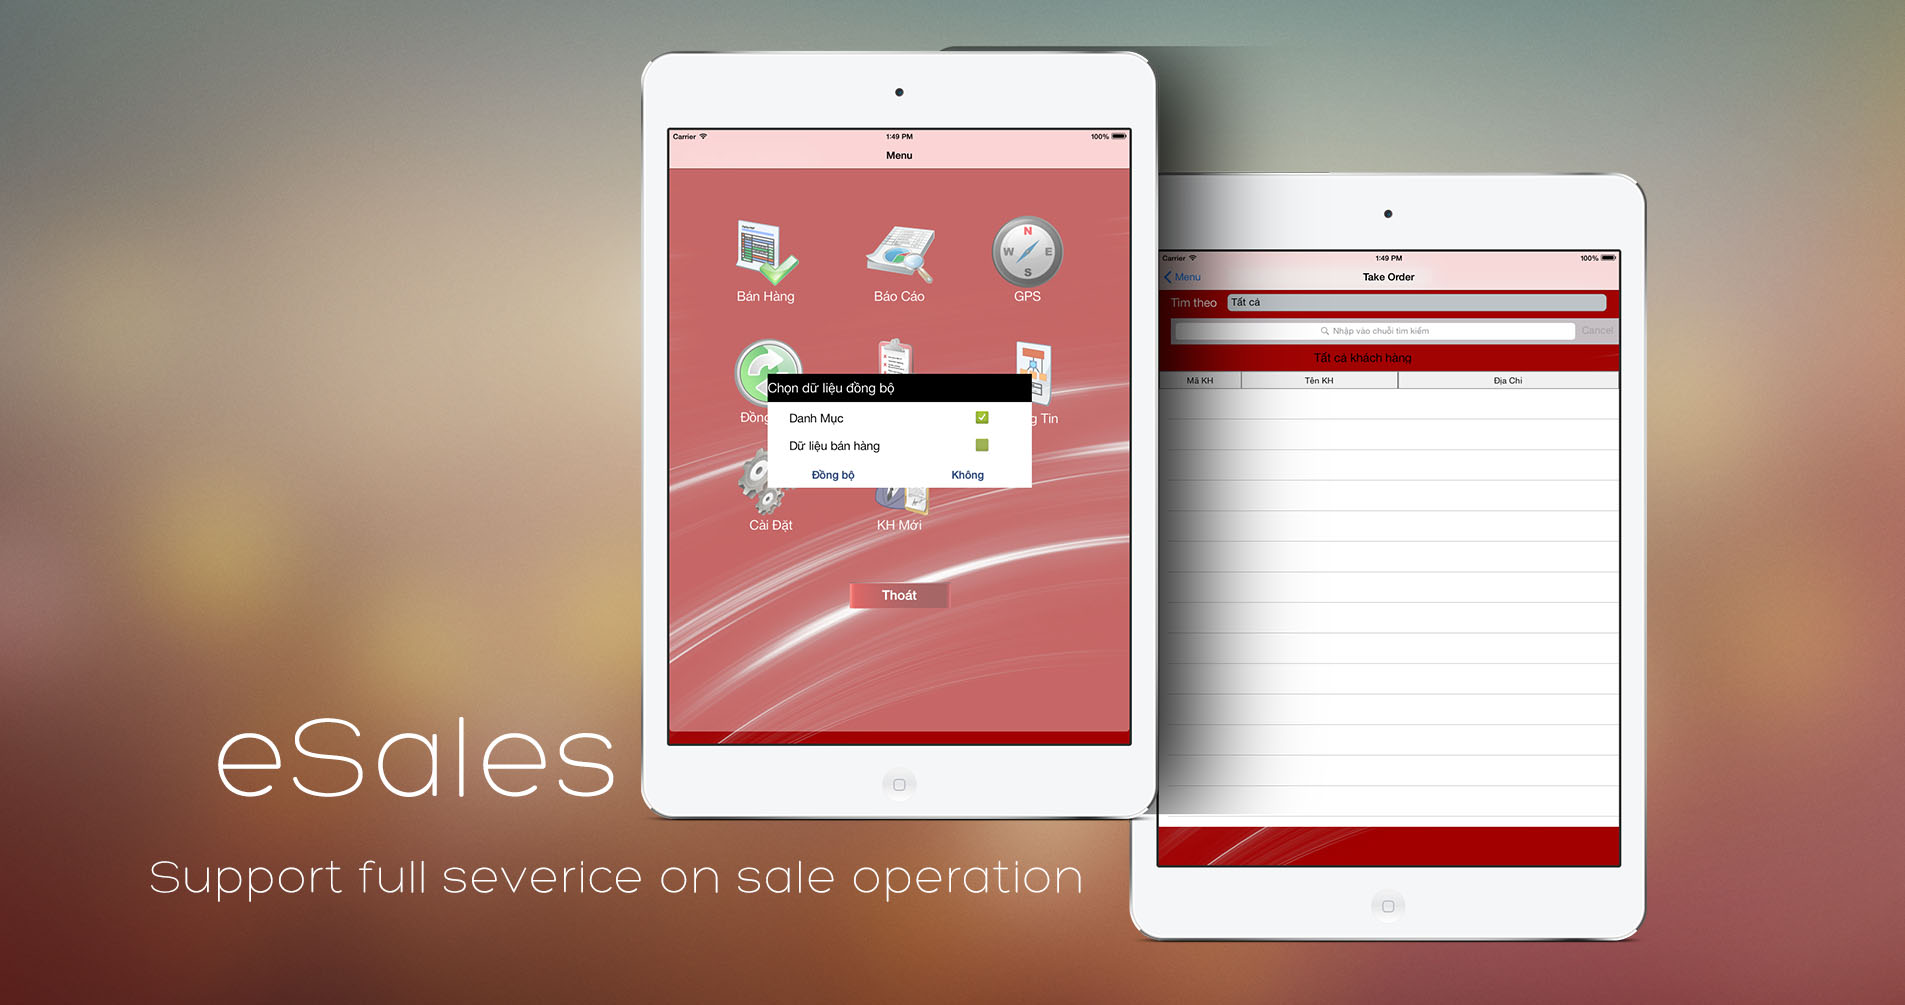 Carrier 1:49 PM 100%
Menu
Bán Hàng Báo Cáo GPS
N
W E
S
Chọn dữ liệu đồng bộ
Đồng Tin
Danh Mục
Dữ liệu bán hàng
Đồng bộ Không
Cài Đặt KH Mới
Thoát
Carrier 1:49 PM 100%
Menu Take Order
Tìm theo Tất cả
Nhập vào chuỗi tìm kiếm Cancel
Tất cả khách hàng
Mã KH Tên KH Địa Chỉ
eSales
Support full severice on sale operation